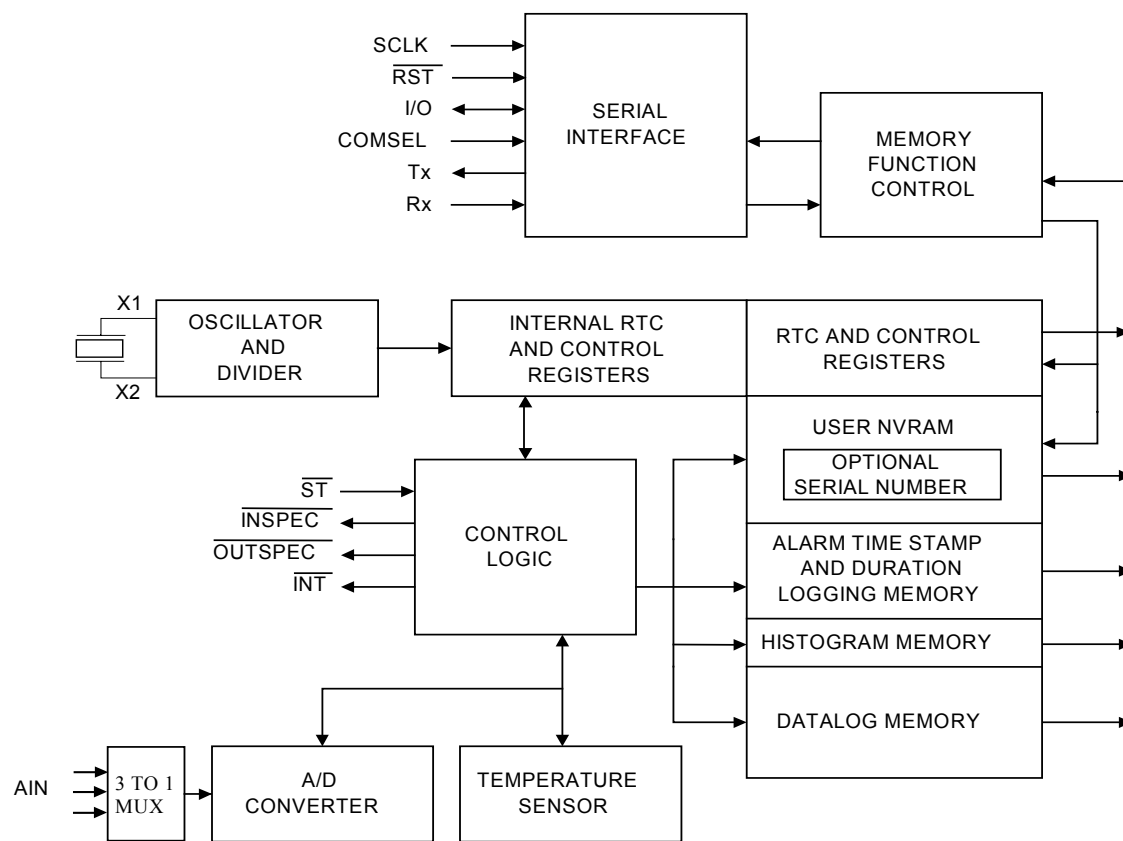 SCLK
RST
I/O
COMSEL
Tx
Rx
SERIAL
INTERFACE
MEMORY
FUNCTION
CONTROL
X1
X2
OSCILLATOR
AND
DIVIDER
INTERNAL RTC
AND CONTROL
REGISTERS
RTC AND CONTROL
REGISTERS
USER NVRAM
OPTIONAL
SERIAL NUMBER
ST
INSPEC
OUTSPEC
INT
CONTROL
LOGIC
ALARM TIME STAMP
AND DURATION
LOGGING MEMORY
HISTOGRAM MEMORY
DATALOG MEMORY
AIN
3 TO 1
MUX
A/D
CONVERTER
TEMPERATURE
SENSOR